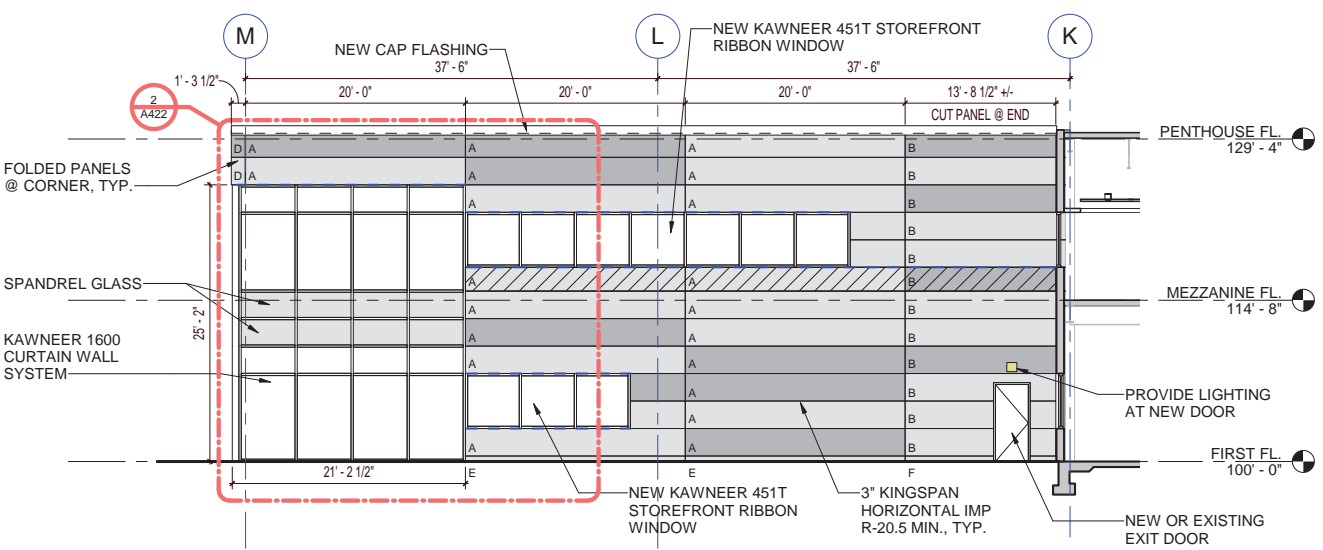 M
L
K
NEW KAWNEER 451T STOREFRONT
RIBBON WINDOW
NEW CAP FLASHING
37' - 6"
37' - 6"
1' - 3 1/2"
20' - 0"
20' - 0"
20' - 0"
13' - 8 1/2" +/-
CUT PANEL @ END
2
A422
PENTHOUSE FL.
129' - 4"
FOLDED PANELS
@ CORNER, TYP.
D A A A B
D A A A B
A A B
B
B
A A B
SPANDREL GLASS
MEZZANINE FL.
114' - 8"
A A B
25' - 2"
A A B
KAWNEER 1600
CURTAIN WALL
SYSTEM
A A B
A B
PROVIDE LIGHTING
AT NEW DOOR
A B
A A B
FIRST FL.
100' - 0"
21' - 2 1/2"
E E F
NEW KAWNEER 451T
STOREFRONT RIBBON
WINDOW
3" KINGSPAN
HORIZONTAL IMP
R-20.5 MIN., TYP.
NEW OR EXISTING
EXIT DOOR